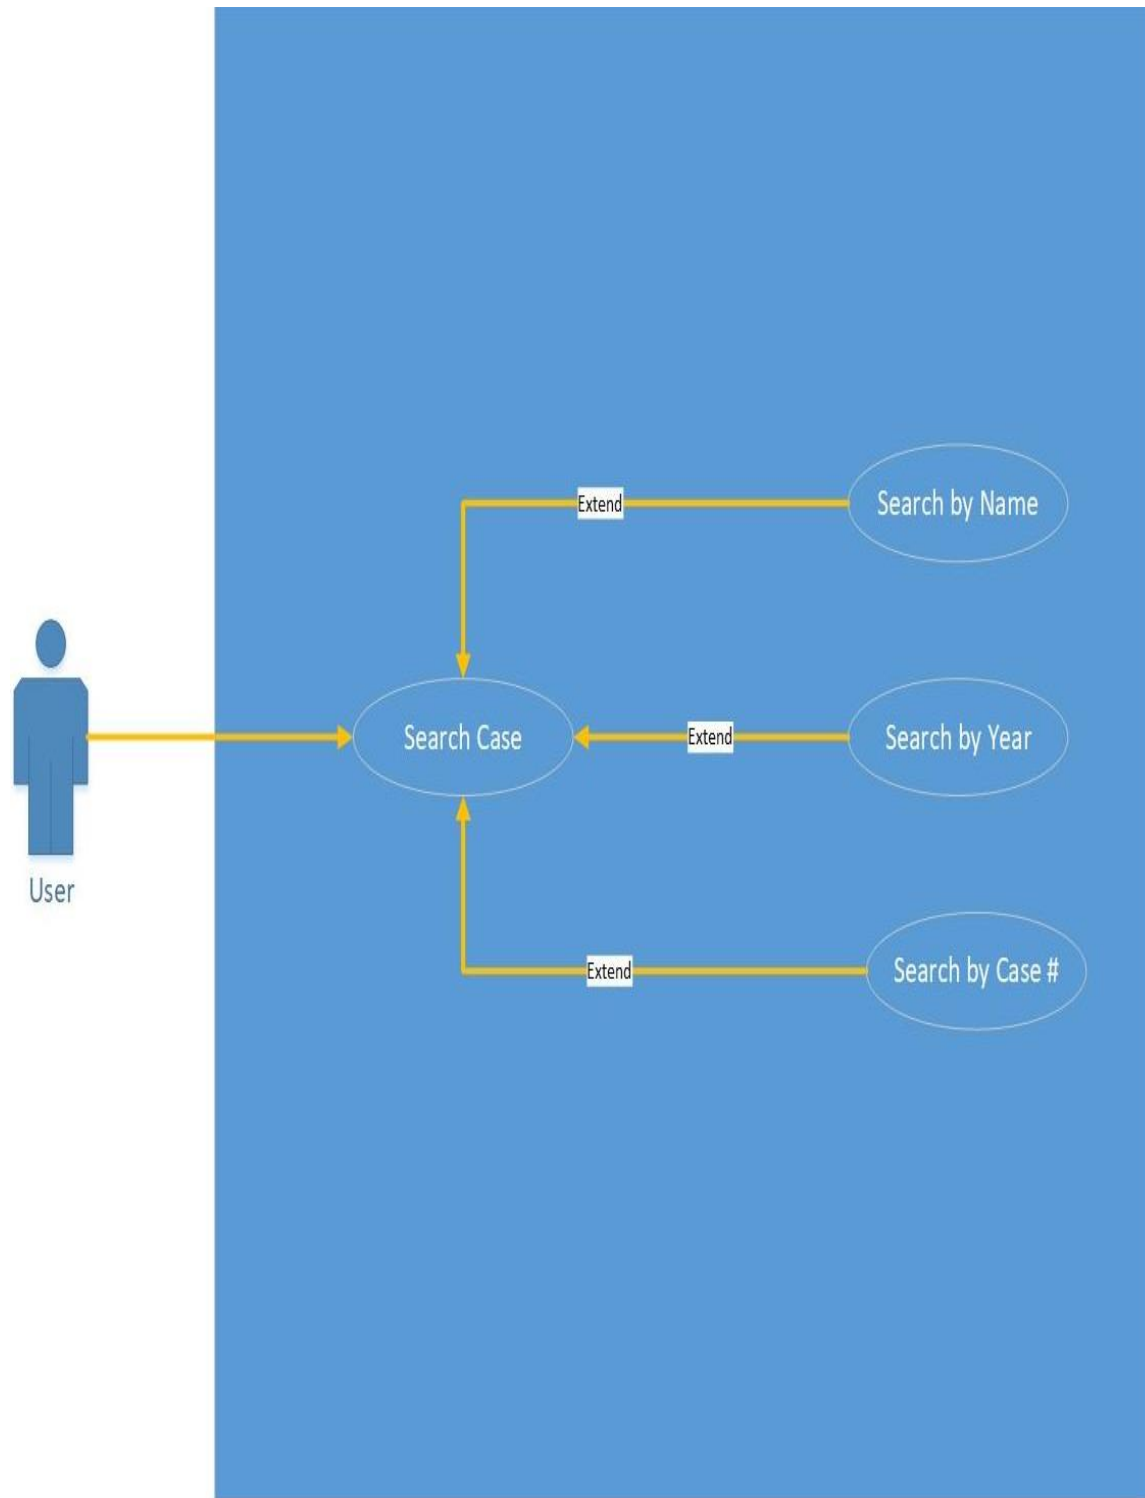 Extend
Search by Name
User
Search Case
Extend
Search by Year
Extend
Search by Case #